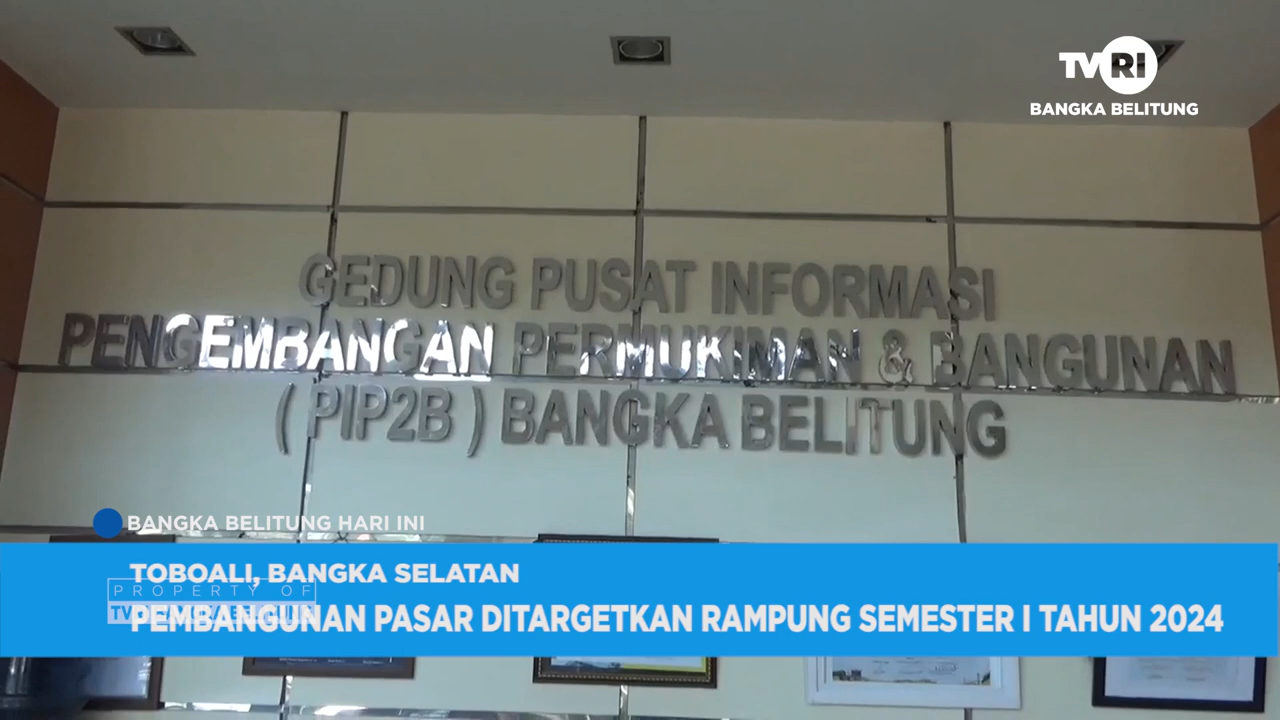 TVRI
BANGKA BELITUNG
GEDUNG PUSAT INFORMASI
PENGEMBANGAN PERMUKIMAN & BANGUNAN
( PIP2B ) BANGKA BELITUNG
BANGKA BELITUNG HARI INI
TOBOALI, BANGKA SELATAN
PROPERTY OF
PEMBANGUNAN PASAR DITARGETKAN RAMPUNG SEMESTER I TAHUN 2024